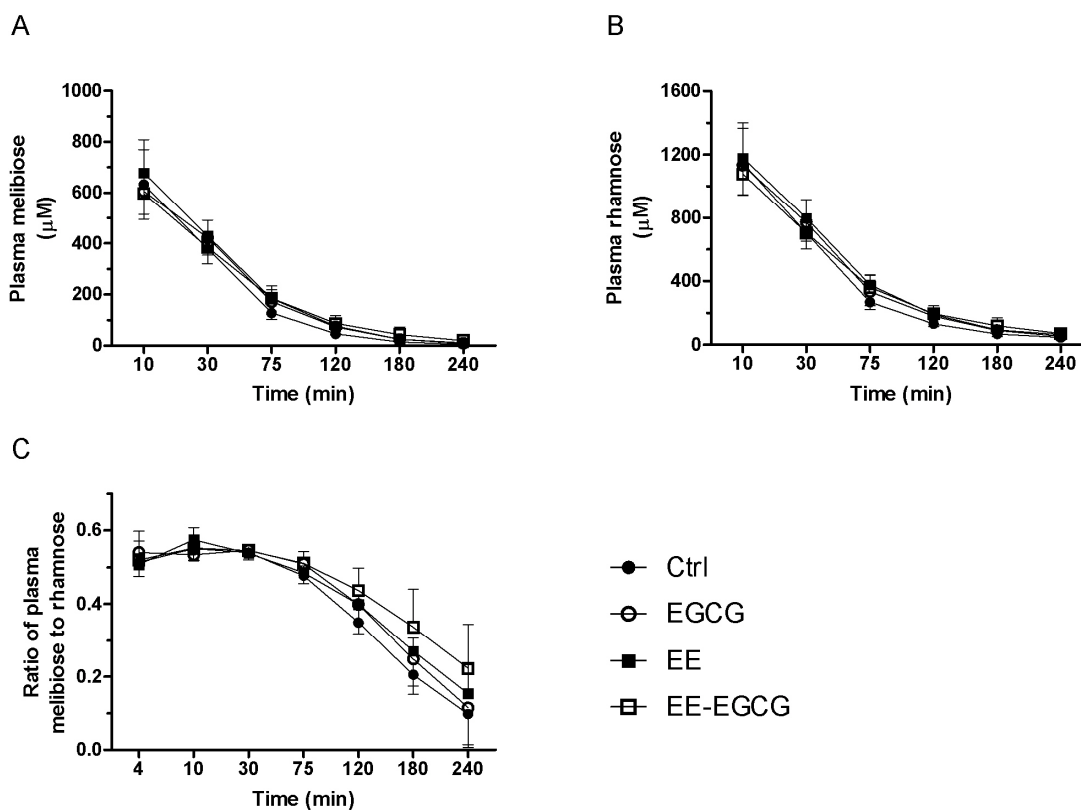 A
1000
800
600
400
200
0
Plasma melibiose
(μM)
10 30 75 120 180 240
Time (min)
B
1600
1200
800
400
0
Plasma rhamnose
(μM)
10 30 75 120 180 240
Time (min)
C
0.6
0.4
0.2
0.0
Ratio of plasma
melibiose to rhamnose
4 10 30 75 120 180 240
Time (min)
Ctrl
EGCG
EE
EE-EGCG